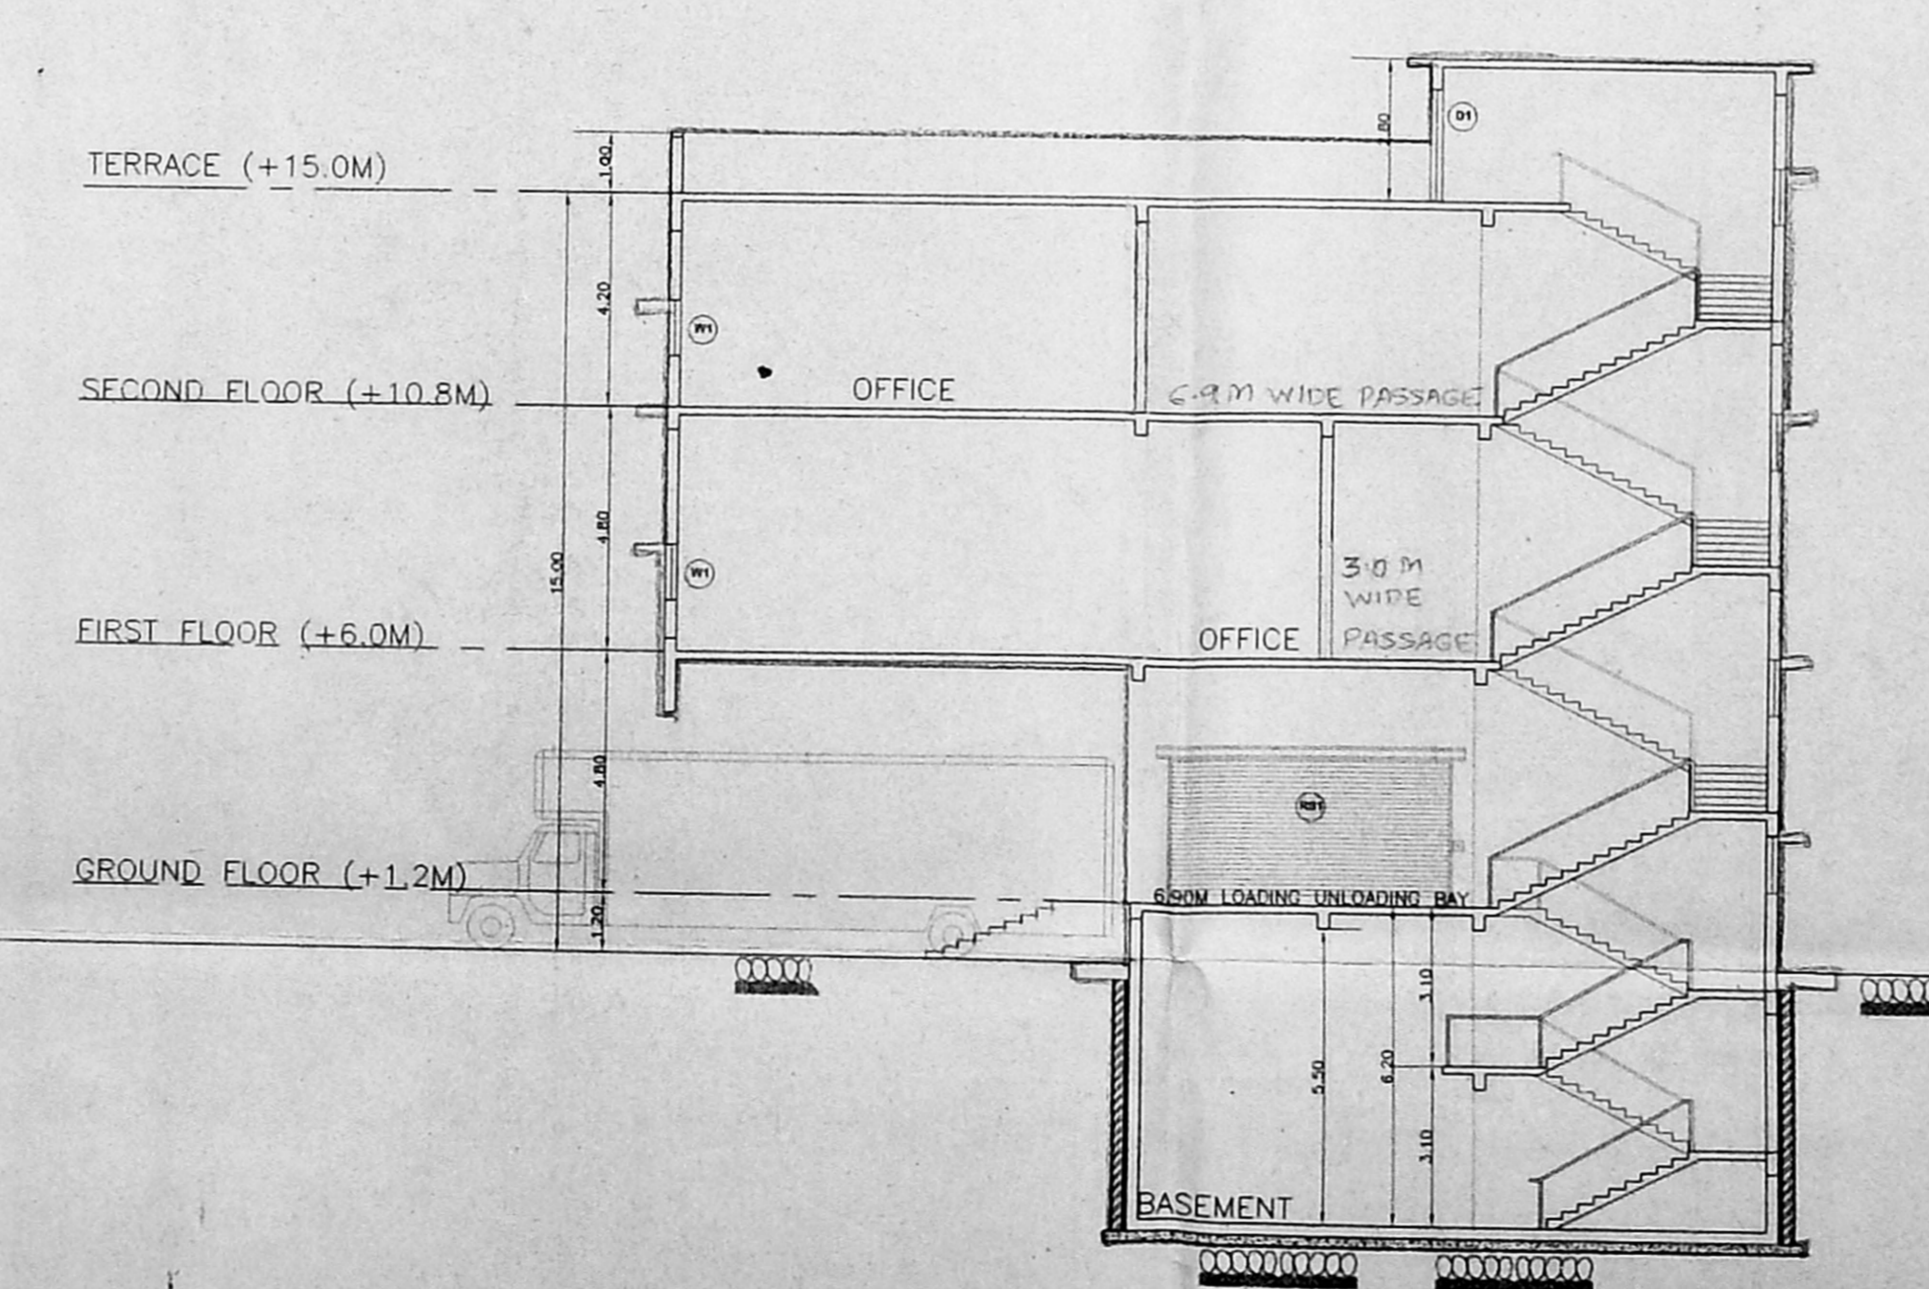 D1
TERRACE (+15.0M)
1.00
4.20
W1
SECOND FLOOR (+10.8M)
OFFICE
6.9M WIDE PASSAGE
4.80
15.00
W1
3.0 M
WIDE
PASSAGE
FIRST FLOOR (+6.0M)
OFFICE
4.80
RS1
GROUND FLOOR (+1.2M)
6.90M LOADING UNLOADING BAY
1.20
3.10
5.50
6.20
3.10
BASEMENT